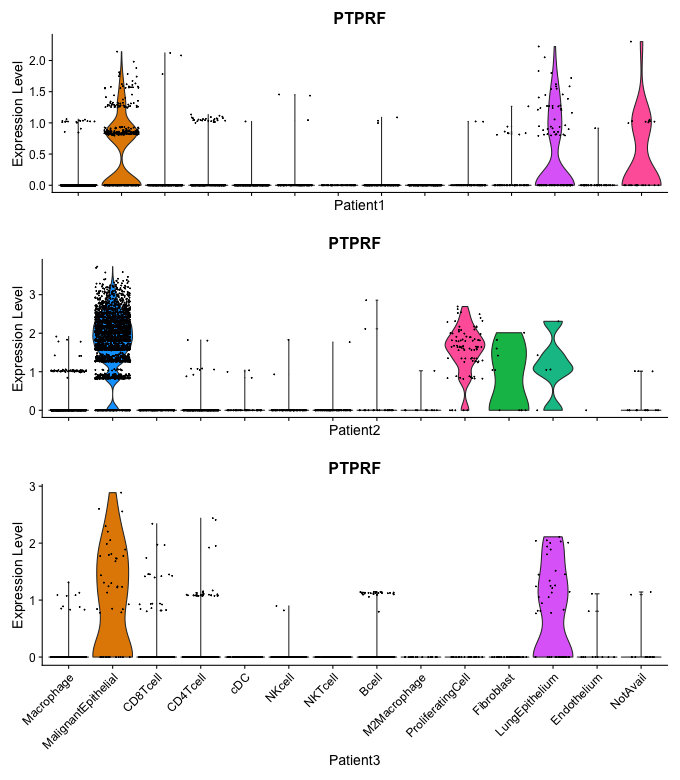 PTPRF
Expression Level
2.0
1.5
1.0
0.5
0.0
Patient1
PTPRF
Expression Level
3
2
1
0
Patient2
PTPRF
Expression Level
3
2
1
0
Macrophage
MalignantEpithelial
CD8Tcell
CD4Tcell
cDC
NKcell
NKTcell
Bcell
M2Macrophage
ProliferatingCell
Fibroblast
LungEpithelium
Endothelium
NotAvail
Patient3